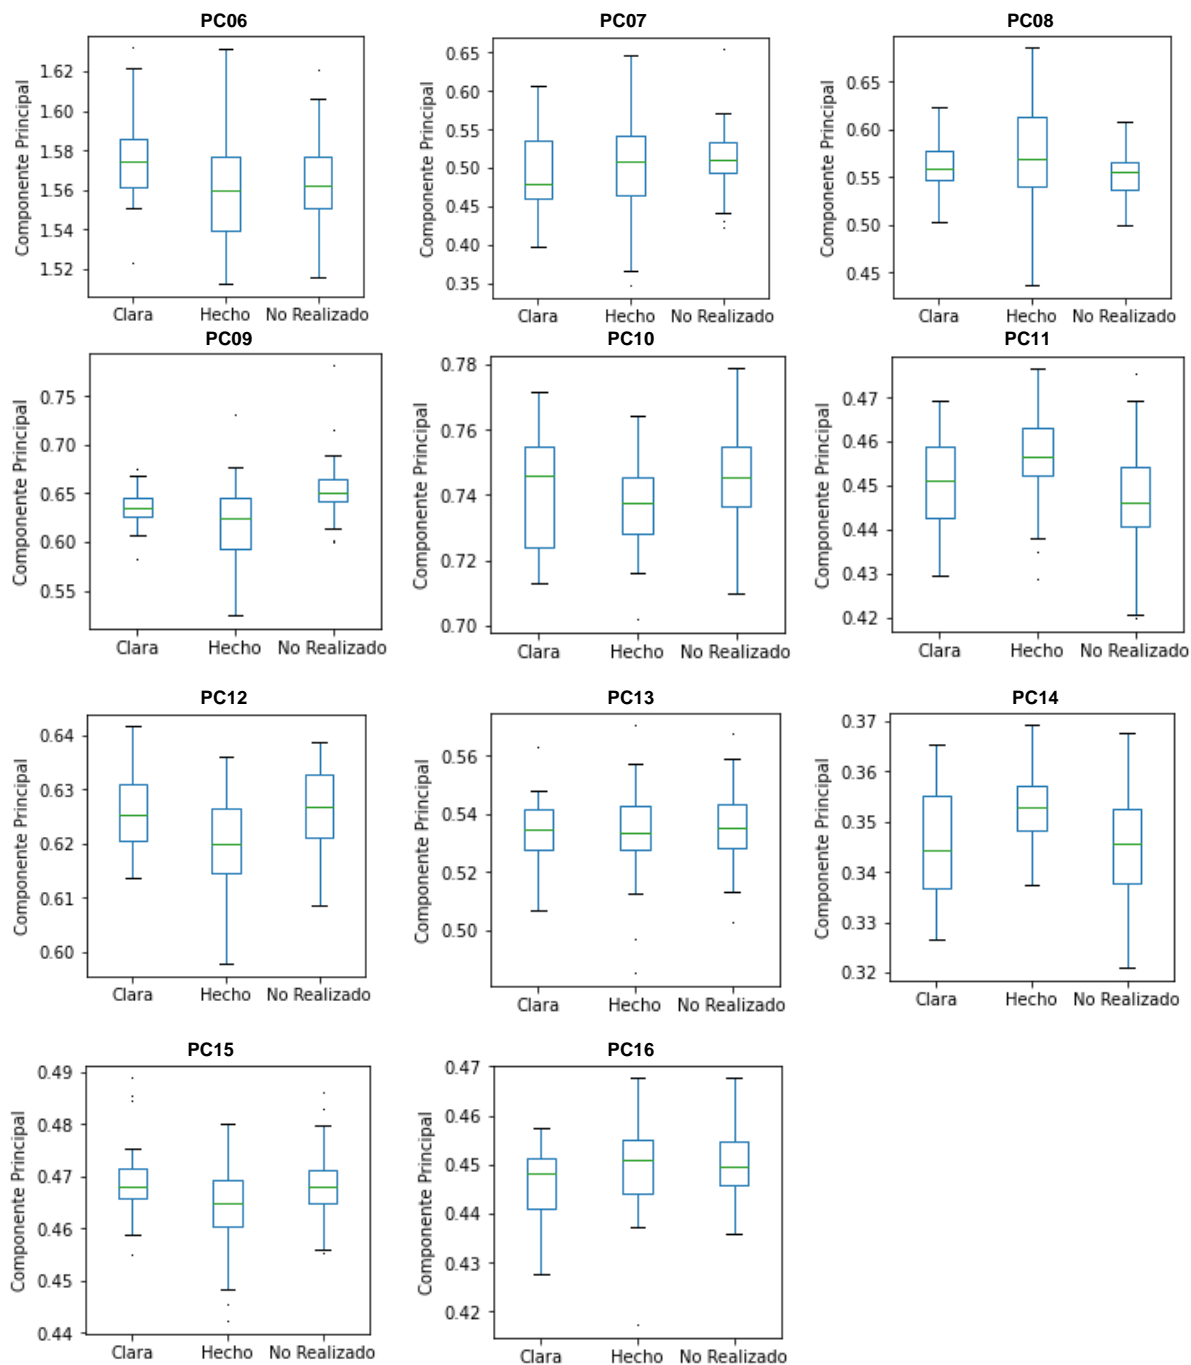 PC06
Componente Principal
1.62
1.60
1.58
1.56
1.54
1.52
Clara Hecho No Realizado
PC07
Componente Principal
0.65
0.60
0.55
0.50
0.45
0.40
0.35
Clara Hecho No Realizado
PC08
Componente Principal
0.65
0.60
0.55
0.50
0.45
Clara Hecho No Realizado
PC09
Componente Principal
0.75
0.70
0.65
0.60
0.55
Clara Hecho No Realizado
PC10
Componente Principal
0.78
0.76
0.74
0.72
0.70
Clara Hecho No Realizado
PC11
Componente Principal
0.47
0.46
0.45
0.44
0.43
0.42
Clara Hecho No Realizado
PC12
Componente Principal
0.64
0.63
0.62
0.61
0.60
Clara Hecho No Realizado
PC13
Componente Principal
0.56
0.54
0.52
0.50
Clara Hecho No Realizado
PC14
Componente Principal
0.37
0.36
0.35
0.34
0.33
0.32
Clara Hecho No Realizado
PC15
Componente Principal
0.49
0.48
0.47
0.46
0.45
0.44
Clara Hecho No Realizado
PC16
Componente Principal
0.47
0.46
0.45
0.44
0.43
0.42
Clara Hecho No Realizado